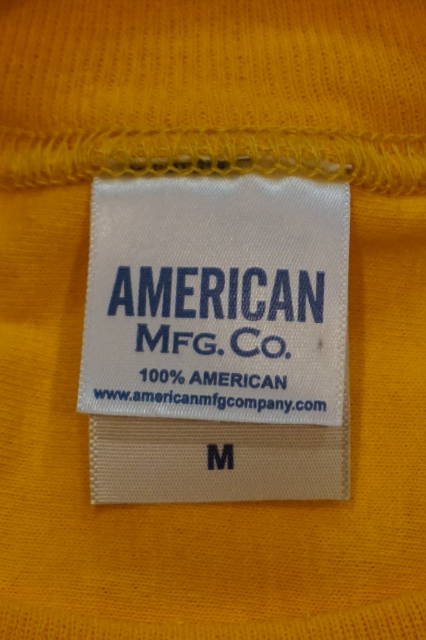 AMERICAN
MFG. CO.
100% AMERICAN
www.americanmfgcompany.com
M